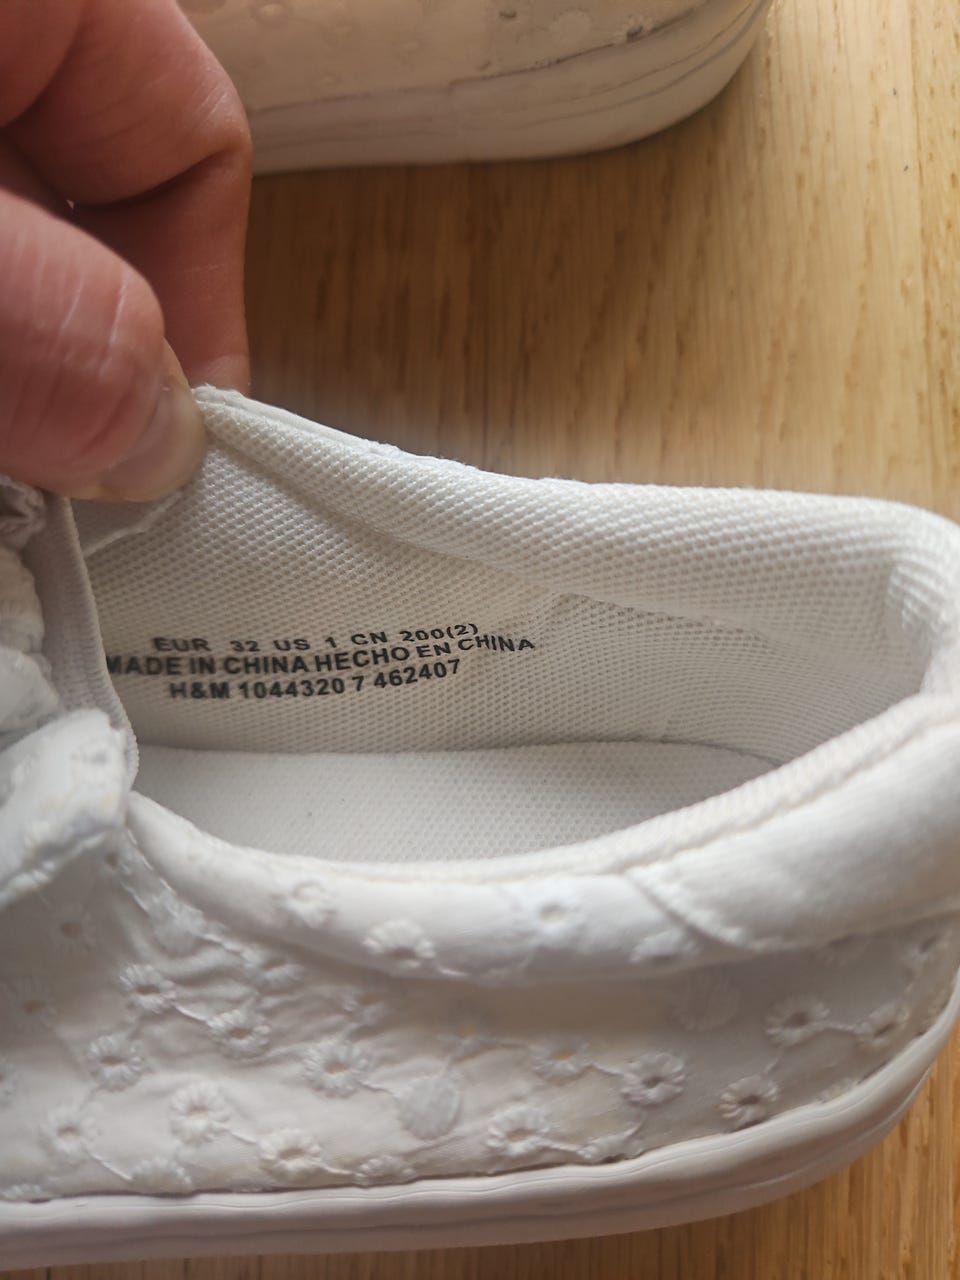 EUR 32 US 1 CN 200(2)
MADE IN CHINA HECHO EN CHINA
H&M 1044320 7 462407